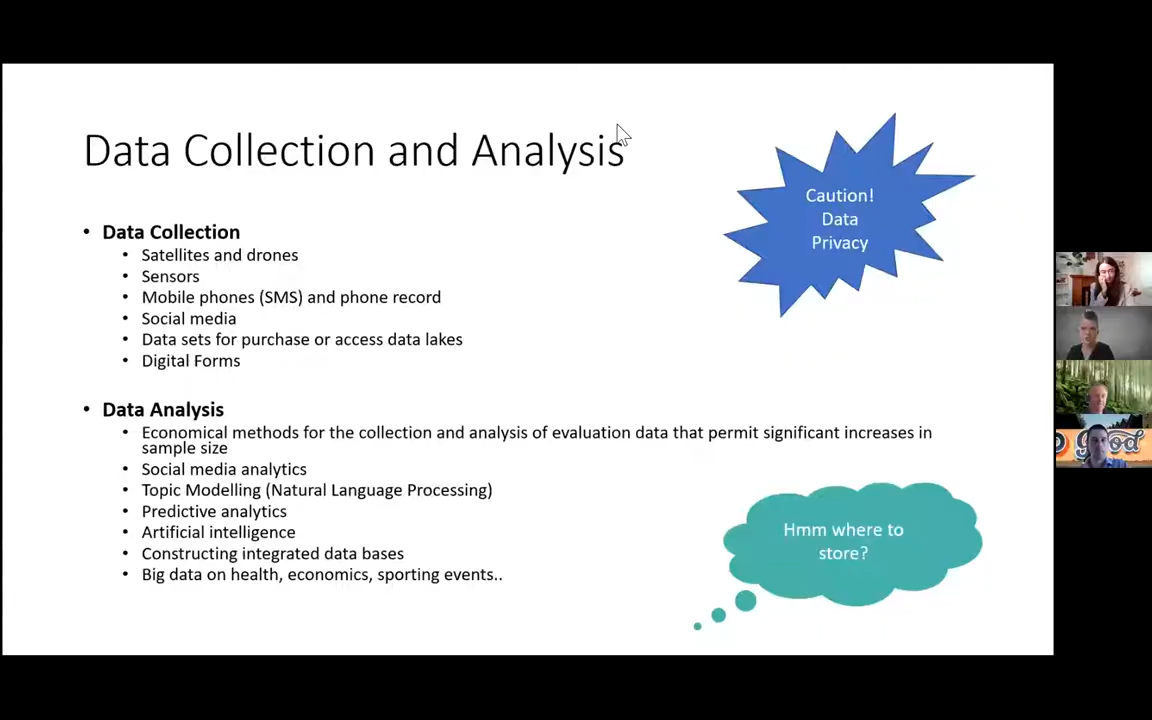 Data Collection and Analysis
Caution!
Data
Privacy
• Data Collection
• Satellites and drones
• Sensors
• Mobile phones (SMS) and phone record
• Social media
• Data sets for purchase or access data lakes
• Digital Forms
• Data Analysis
• Economical methods for the collection and analysis of evaluation data that permit significant increases in
sample size
• Social media analytics
• Topic Modelling (Natural Language Processing)
• Predictive analytics
• Artificial intelligence
• Constructing integrated data bases
• Big data on health, economics, sporting events..
Hmm where to
store?